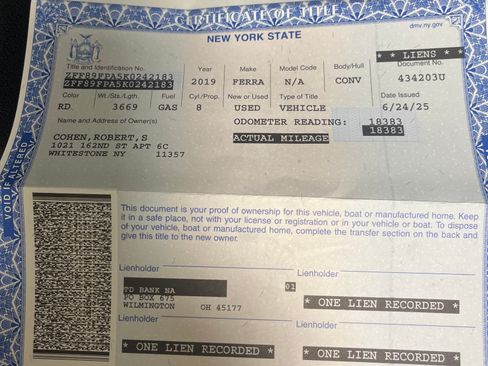 CERTIFICATE OF TITLE
dmv.ny.gov
NEW YORK STATE
* * LIENS * *
Title and Identification No. Year Make Model Code Body/Hull Document No.
ZFF89FPA5K0242183 2019 FERRA N/A CONV 434203U
ZFF89FPA5K0242183
Color Wt./Sts./Lgth. Fuel Cyl./Prop. New or Used Type of Title Date Issued
RD 3669 GAS 8 USED VEHICLE 6/24/25
Name and Address of Owner(s) ODOMETER READING: 18383
18383
COHEN,ROBERT,S ACTUAL MILEAGE
1021 162ND ST APT 6C
WHITESTONE NY 11357
VOID IF ALTERED
This document is your proof of ownership for this vehicle, boat or manufactured home. Keep
it in a safe place, not with your license or registration or in your vehicle or boat. To dispose
of your vehicle, boat or manufactured home, complete the transfer section on the back and
give this title to the new owner.
Lienholder Lienholder
TD BANK NA 01
PO BOX 675
WILMINGTON OH 45177 * ONE LIEN RECORDED *
Lienholder Lienholder
* ONE LIEN RECORDED * * ONE LIEN RECORDED *